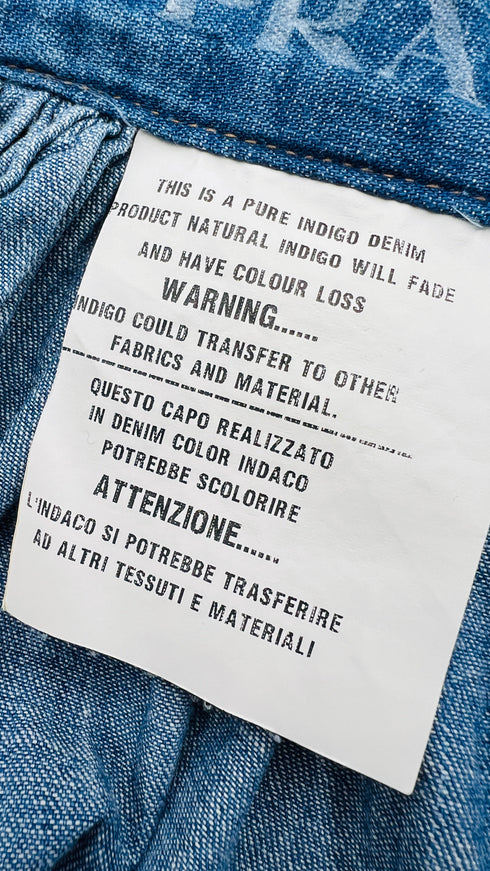 PRA
THIS IS A PURE INDIGO DENIM
PRODUCT NATURAL INDIGO WILL FADE
AND HAVE COLOUR LOSS
WARNING......
INDIGO COULD TRANSFER TO OTHER
FABRICS AND MATERIAL.
QUESTO CAPO REALIZZATO
IN DENIM COLOR INDACO
POTREBBE SCOLORIRE
ATTENZIONE......
L'INDACO SI POTREBBE TRASFERIRE
AD ALTRI TESSUTI E MATERIALI